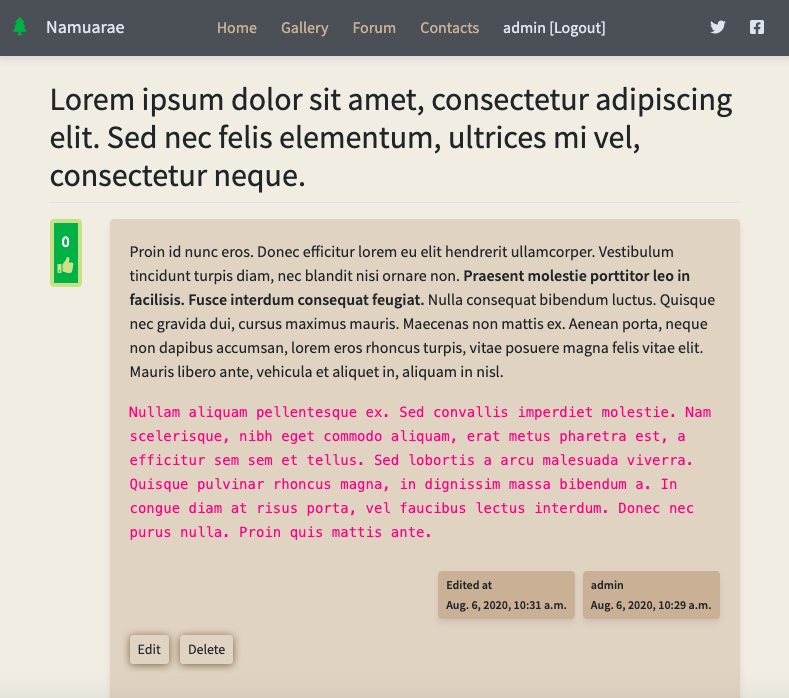 Namuarae Home Gallery Forum Contacts admin [Logout]
Lorem ipsum dolor sit amet, consectetur adipiscing
elit. Sed nec felis elementum, ultrices mi vel,
consectetur neque.
0
Proin id nunc eros. Donec efficitur lorem eu elit hendrerit ullamcorper. Vestibulum
tincidunt turpis diam, nec blandit nisi ornare non. Praesent molestie porttitor leo in
facilisis. Fusce interdum consequat feugiat. Nulla consequat bibendum luctus. Quisque
nec gravida dui, cursus maximus mauris. Maecenas non mattis ex. Aenean porta, neque
non dapibus accumsan, lorem eros rhoncus turpis, vitae posuere magna felis vitae elit.
Mauris libero ante, vehicula et aliquet in, aliquam in nisl.
Nullam aliquam pellentesque ex. Sed convallis imperdiet molestie. Nam
scelerisque, nibh eget commodo aliquam, erat metus pharetra est, a
efficitur sem sem et tellus. Sed lobortis a arcu malesuada viverra.
Quisque pulvinar rhoncus magna, in dignissim massa bibendum a. In
congue diam at risus porta, vel faucibus lectus interdum. Donec nec
purus nulla. Proin quis mattis ante.
Edited at
Aug. 6, 2020, 10:31 a.m.
admin
Aug. 6, 2020, 10:29 a.m.
Edit Delete